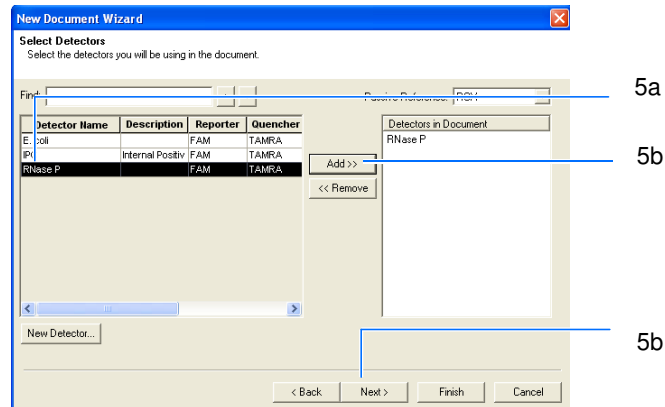 New Document Wizard
Select Detectors
Select the detectors you will be using in the document.
Find:
5a
Detector Name Description Reporter Quencher
FAM TAMRA
Internal Positiv FAM TAMRA
RNase P FAM TAMRA
Detectors in Document
RNase P
Add >>
5b
<< Remove
New Detector...
5b
< Back Next > Finish Cancel